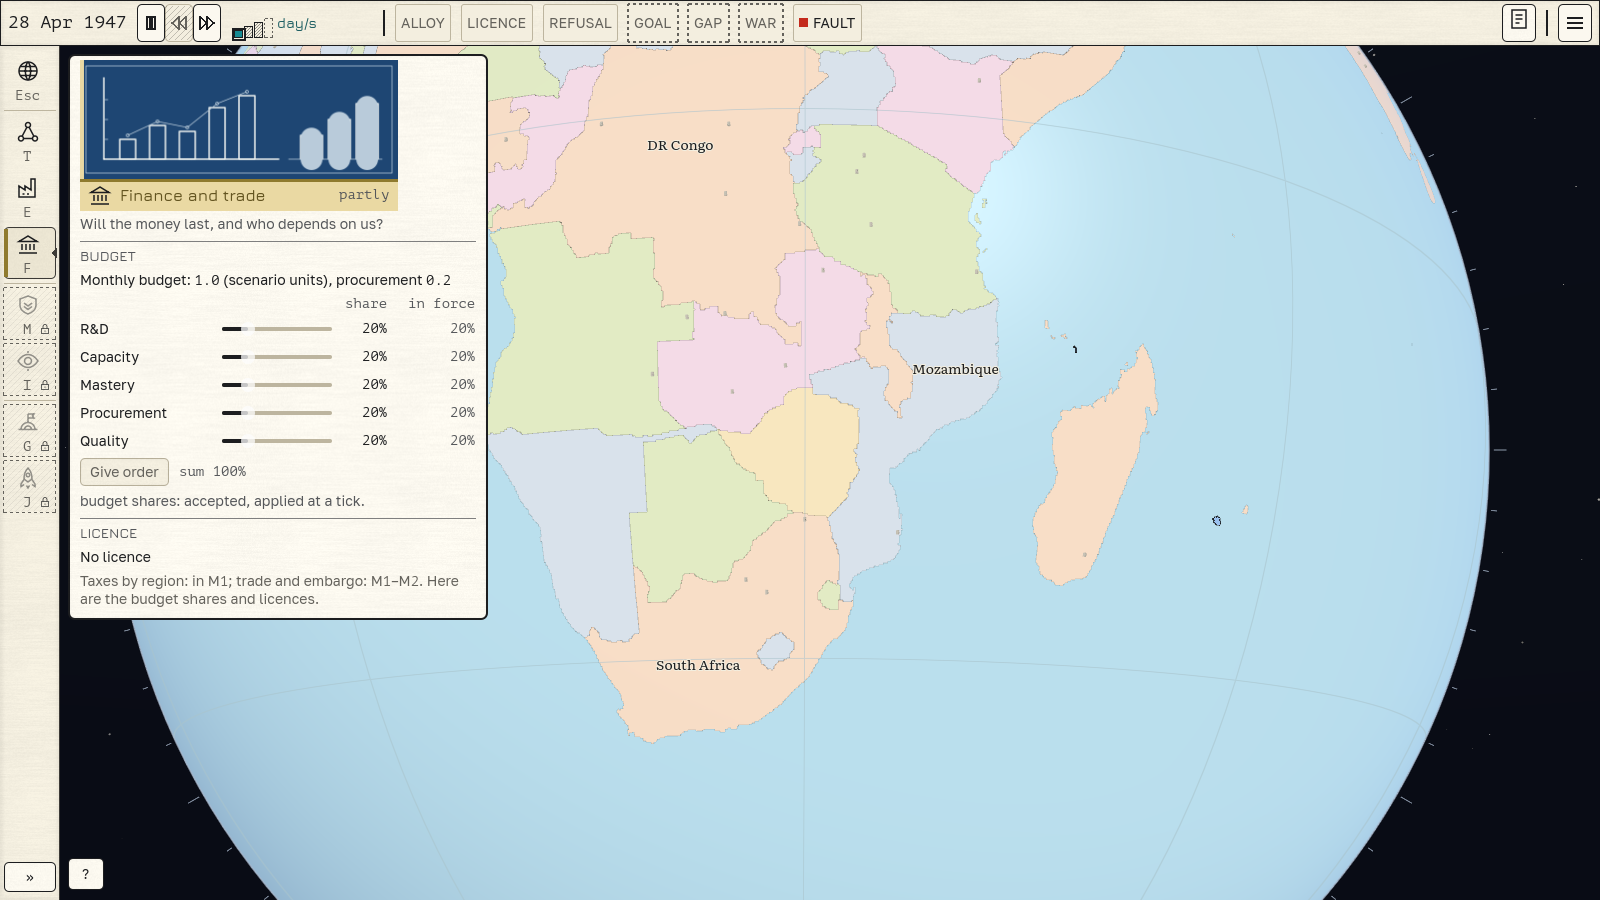 28 Apr 1947
day/s
ALLOY
LICENCE
REFUSAL
GOAL
GAP
WAR
FAULT
Esc
T
E
F
M
I
G
J
»
?
Finance and trade
partly
Will the money last, and who depends on us?
BUDGET
Monthly budget: 1.0 (scenario units), procurement 0.2
share in force
R&D 20% 20%
Capacity 20% 20%
Mastery 20% 20%
Procurement 20% 20%
Quality 20% 20%
Give order sum 100%
budget shares: accepted, applied at a tick.
LICENCE
No licence
Taxes by region: in M1; trade and embargo: M1–M2. Here
are the budget shares and licences.
DR Congo
Mozambique
South Africa